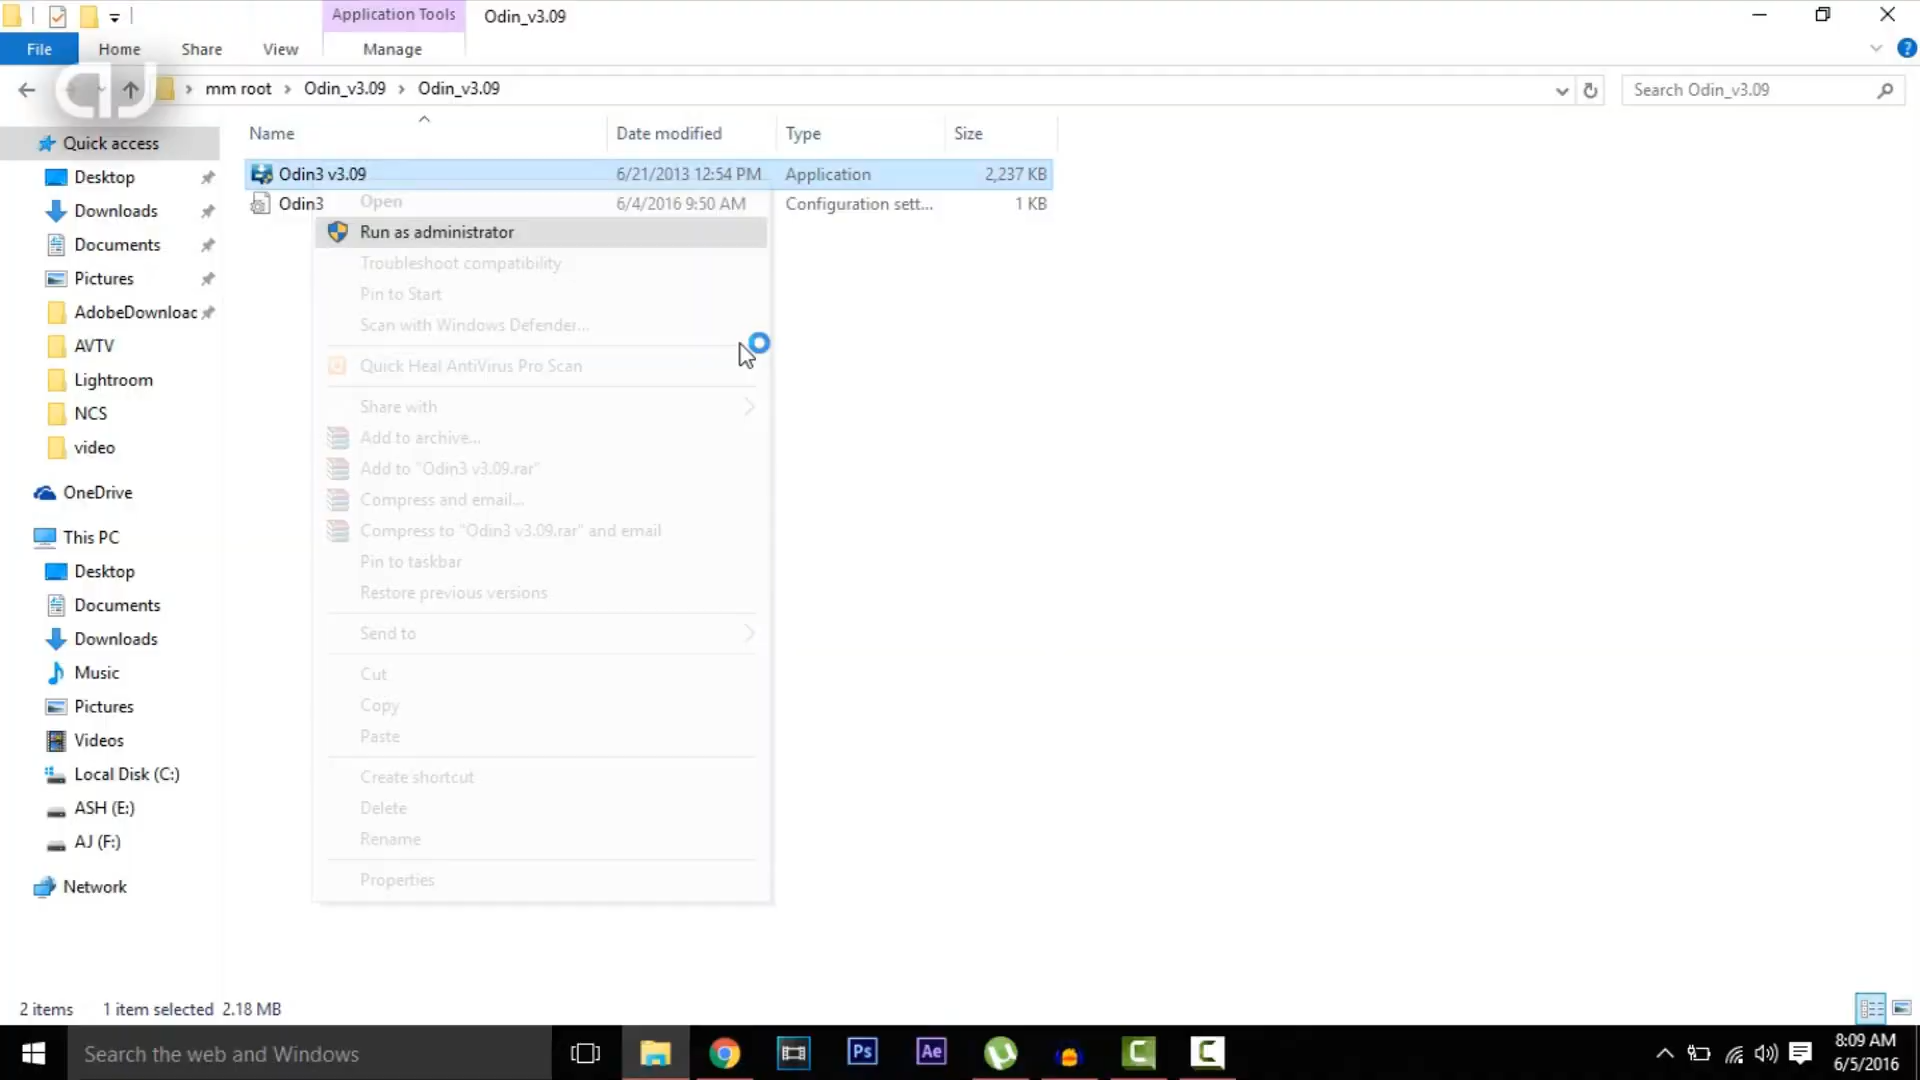 Application Tools
Odin_v3.09
File
Home
Share
View
Manage
mm root
Odin_v3.09
Odin_v3.09
Search Odin_v3.09
Name
Date modified
Type
Size
Quick access
Desktop
Downloads
Documents
Pictures
AdobeDownloac
AVTV
Lightroom
NCS
video
OneDrive
This PC
Desktop
Documents
Downloads
Music
Pictures
Videos
Local Disk (C:)
ASH (E:)
AJ (F:)
Network
Odin3 v3.09
6/21/2013 12:54 PM
Application
2,237 KB
Odin3
6/4/2016 9:50 AM
Configuration sett...
1 KB
Open
Run as administrator
Troubleshoot compatibility
Pin to Start
Scan with Windows Defender...
Quick Heal AntiVirus Pro Scan
Share with
Add to archive...
Add to "Odin3 v3.09.rar"
Compress and email...
Compress to "Odin3 v3.09.rar" and email
Pin to taskbar
Restore previous versions
Send to
Cut
Copy
Paste
Create shortcut
Delete
Rename
Properties
2 items
1 item selected 2.18 MB
Search the web and Windows
Ps
Ae
8:09 AM
6/5/2016